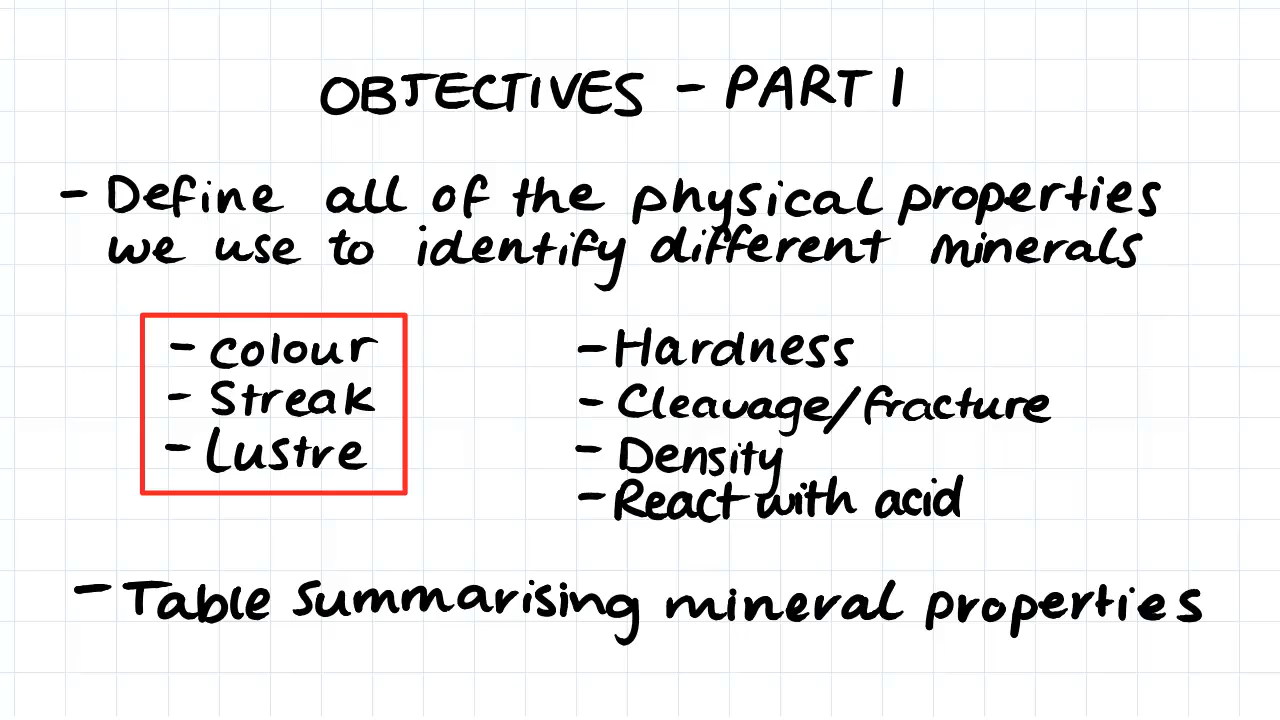 OBJECTIVES - PART 1
- Define all of the physical properties
we use to identify different minerals
- colour
- Streak
- Lustre
- Hardness
- Cleavage/fracture
- Density
- React with acid
- Table summarising mineral properties